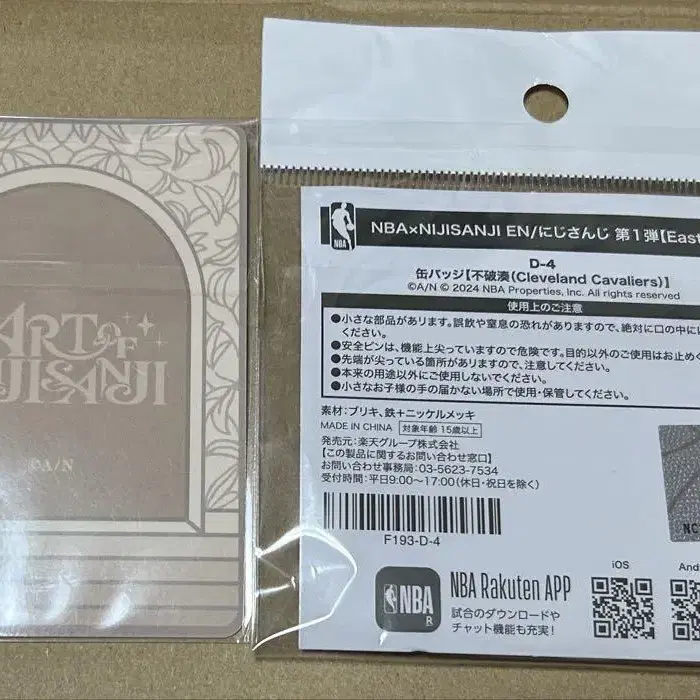 ART OF
NIJISANJI
©A/N
NBA
NBA×NIJISANJI EN/にじさんじ 第1弾【East
D-4
缶バッジ【不破湊（Cleveland Cavaliers）】
©A/N © 2024 NBA Properties, Inc. All rights reserved
使用上のご注意
●小さな部品があります。誤飲や窒息の恐れがありますので、絶対に口の中に
ください。
●安全ピンは、機能上尖っていますので危険です。目的以外のご使用はお止め
●先端が尖っている箇所がありますので、注意してください。
●本来の用途以外にご使用しないでください。
●小さなお子様の手の届かない場所で使用・保管してください。
素材：ブリキ、鉄＋ニッケルメッキ
MADE IN CHINA 対象年齢 15歳以上
発売元：楽天グループ株式会社
【この製品に関するお問い合わせ窓口】
お問い合わせ事務局：03-5623-7534
受付時間：平日9:00～17:00（休日・祝日を除く）
F193-D-4
NC
NBA
R
NBA Rakuten APP
試合のダウンロードや
チャット機能も充実！
iOS
And